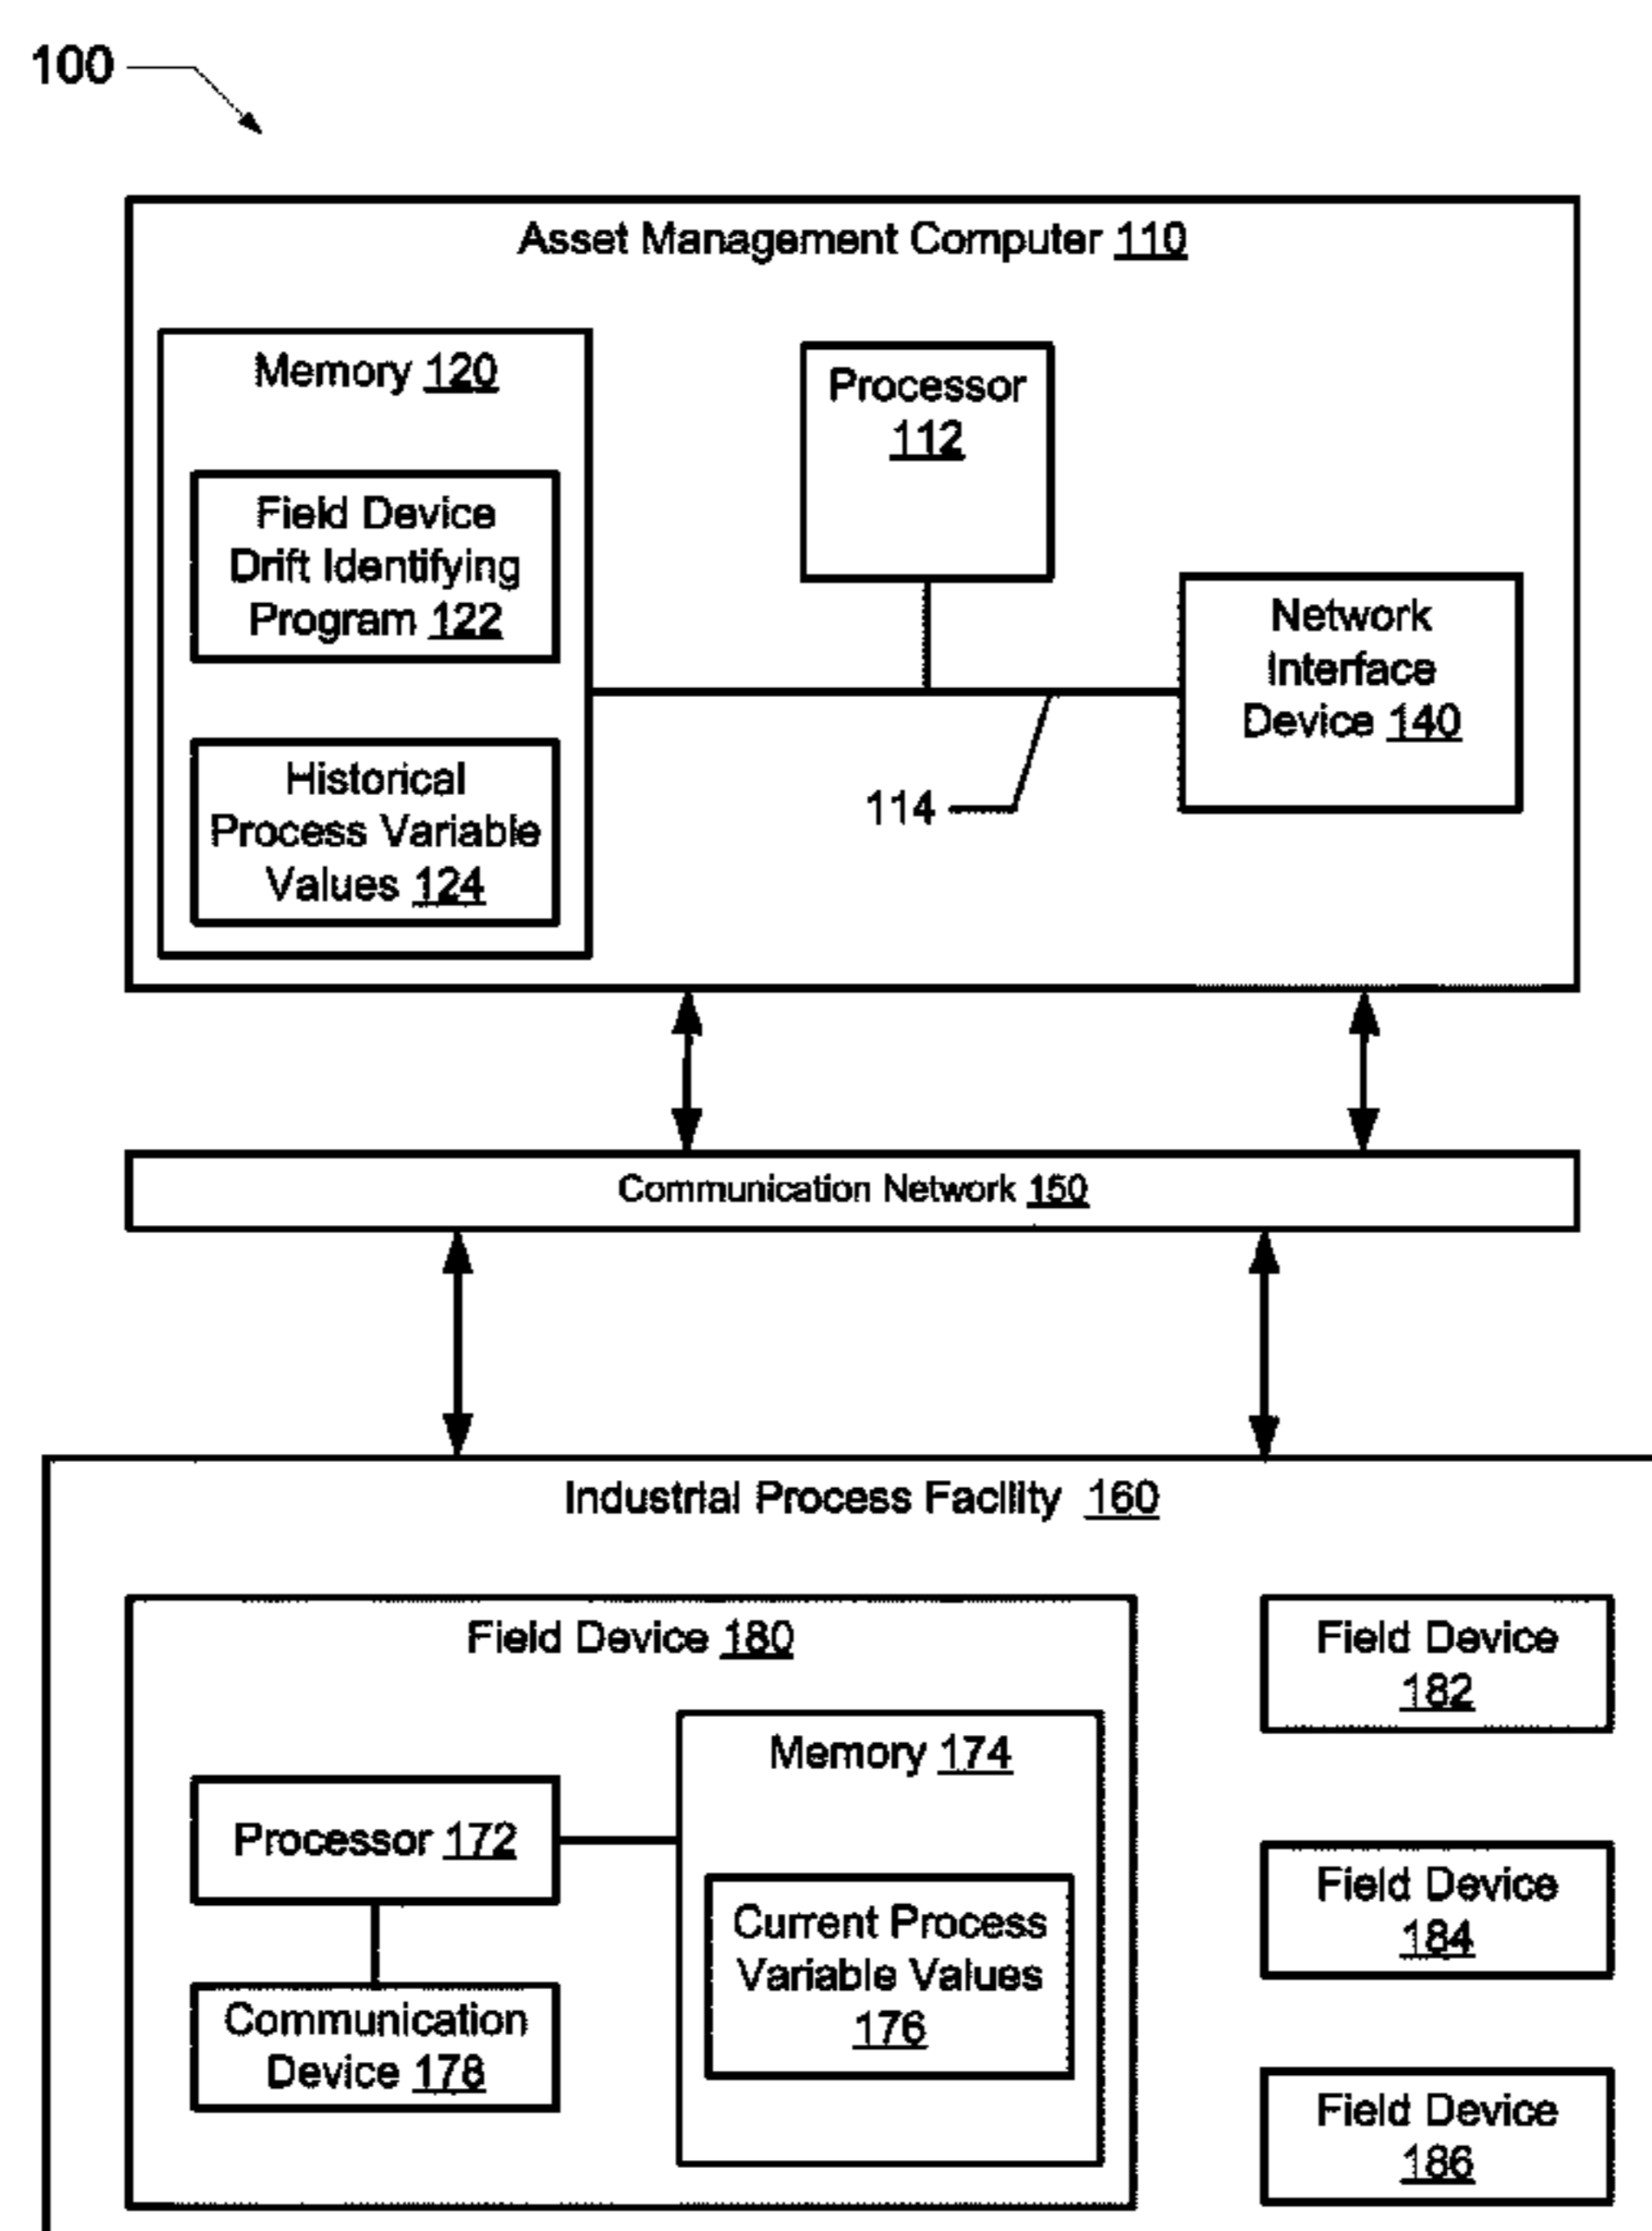 100
Asset Management Computer 110
Memory 120
Processor
112
Field Device
Drift Identifying
Program 122
Network
Interface
Device 140
Historical
Process Variable
Values 124
114
Communication Network 150
Industrial Process Facility 160
Field Device 180
Field Device
182
Memory 174
Processor 172
Field Device
184
Current Process
Variable Values
176
Communication
Device 178
Field Device
186